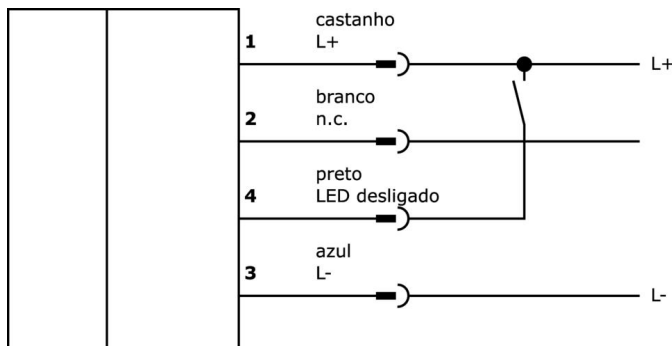 castanho
1 L+ L+
branco
2 n.c.
preto
4 LED desligado
azul
3 L- L-